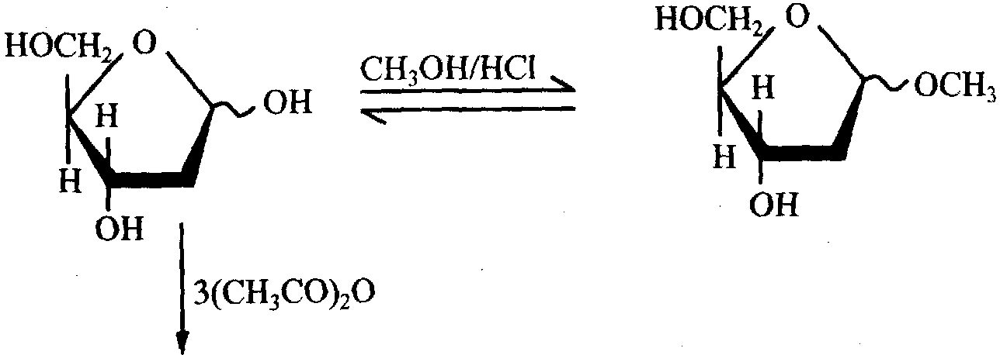 HOCH₂ O
H
OH
H
OH
CH₃OH/HCl
HOCH₂ O
H
OCH₃
H
OH
3(CH₃CO)₂O